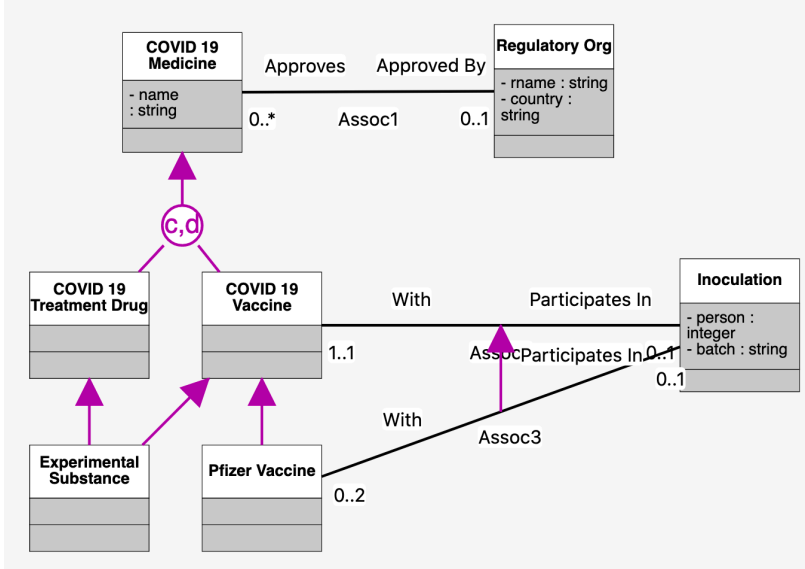 COVID 19
Medicine
- name
: string
Approves
Approved By
0..*
Assoc1
0..1
Regulatory Org
- rname : string
- country :
string
c,d
COVID 19
Treatment Drug
COVID 19
Vaccine
With
Participates In
1..1
0..1
Inoculation
- person :
integer
- batch : string
Participates In
0..1
With
Assoc3
0..2
Experimental
Substance
Pfizer Vaccine